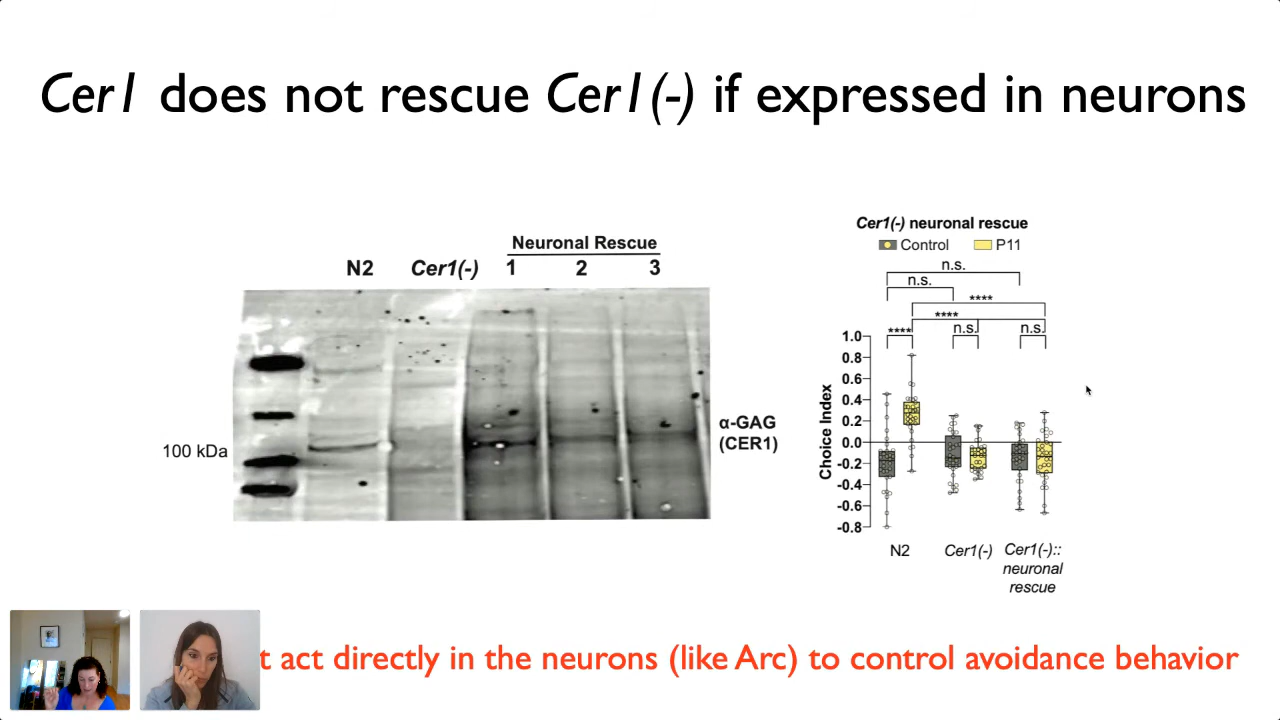 Cer1 does not rescue Cer1(-) if expressed in neurons
Neuronal Rescue
N2 Cer1(-) 1 2 3
100 kDa
α-GAG
(CER1)
Cer1(-) neuronal rescue
Control P11
n.s.
n.s.
****
****
**** n.s. n.s.
1.0
0.8
0.6
0.4
0.2
0.0
-0.2
-0.4
-0.6
-0.8
Choice Index
N2 Cer1(-) Cer1(-)::
neuronal
rescue
t act directly in the neurons (like Arc) to control avoidance behavior